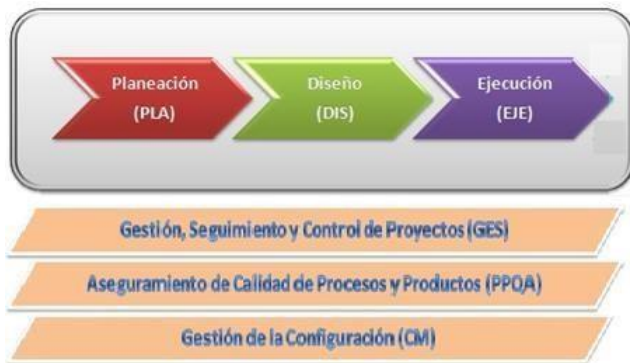 Planeación
(PLA)
Diseño
(DIS)
Ejecución
(EJE)
Gestión, Seguimiento y Control de Proyectos (GES)
Aseguramiento de Calidad de Procesos y Productos (PPQA)
Gestión de la Configuración (CM)